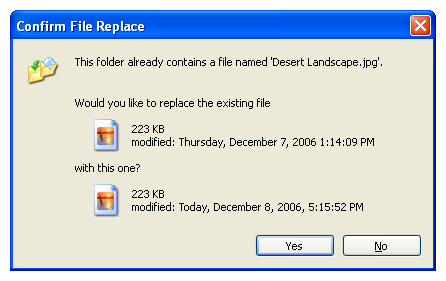 Confirm File Replace
This folder already contains a file named 'Desert Landscape.jpg'.
Would you like to replace the existing file
223 KB
modified: Thursday, December 7, 2006 1:14:09 PM
with this one?
223 KB
modified: Today, December 8, 2006, 5:15:52 PM
Yes No